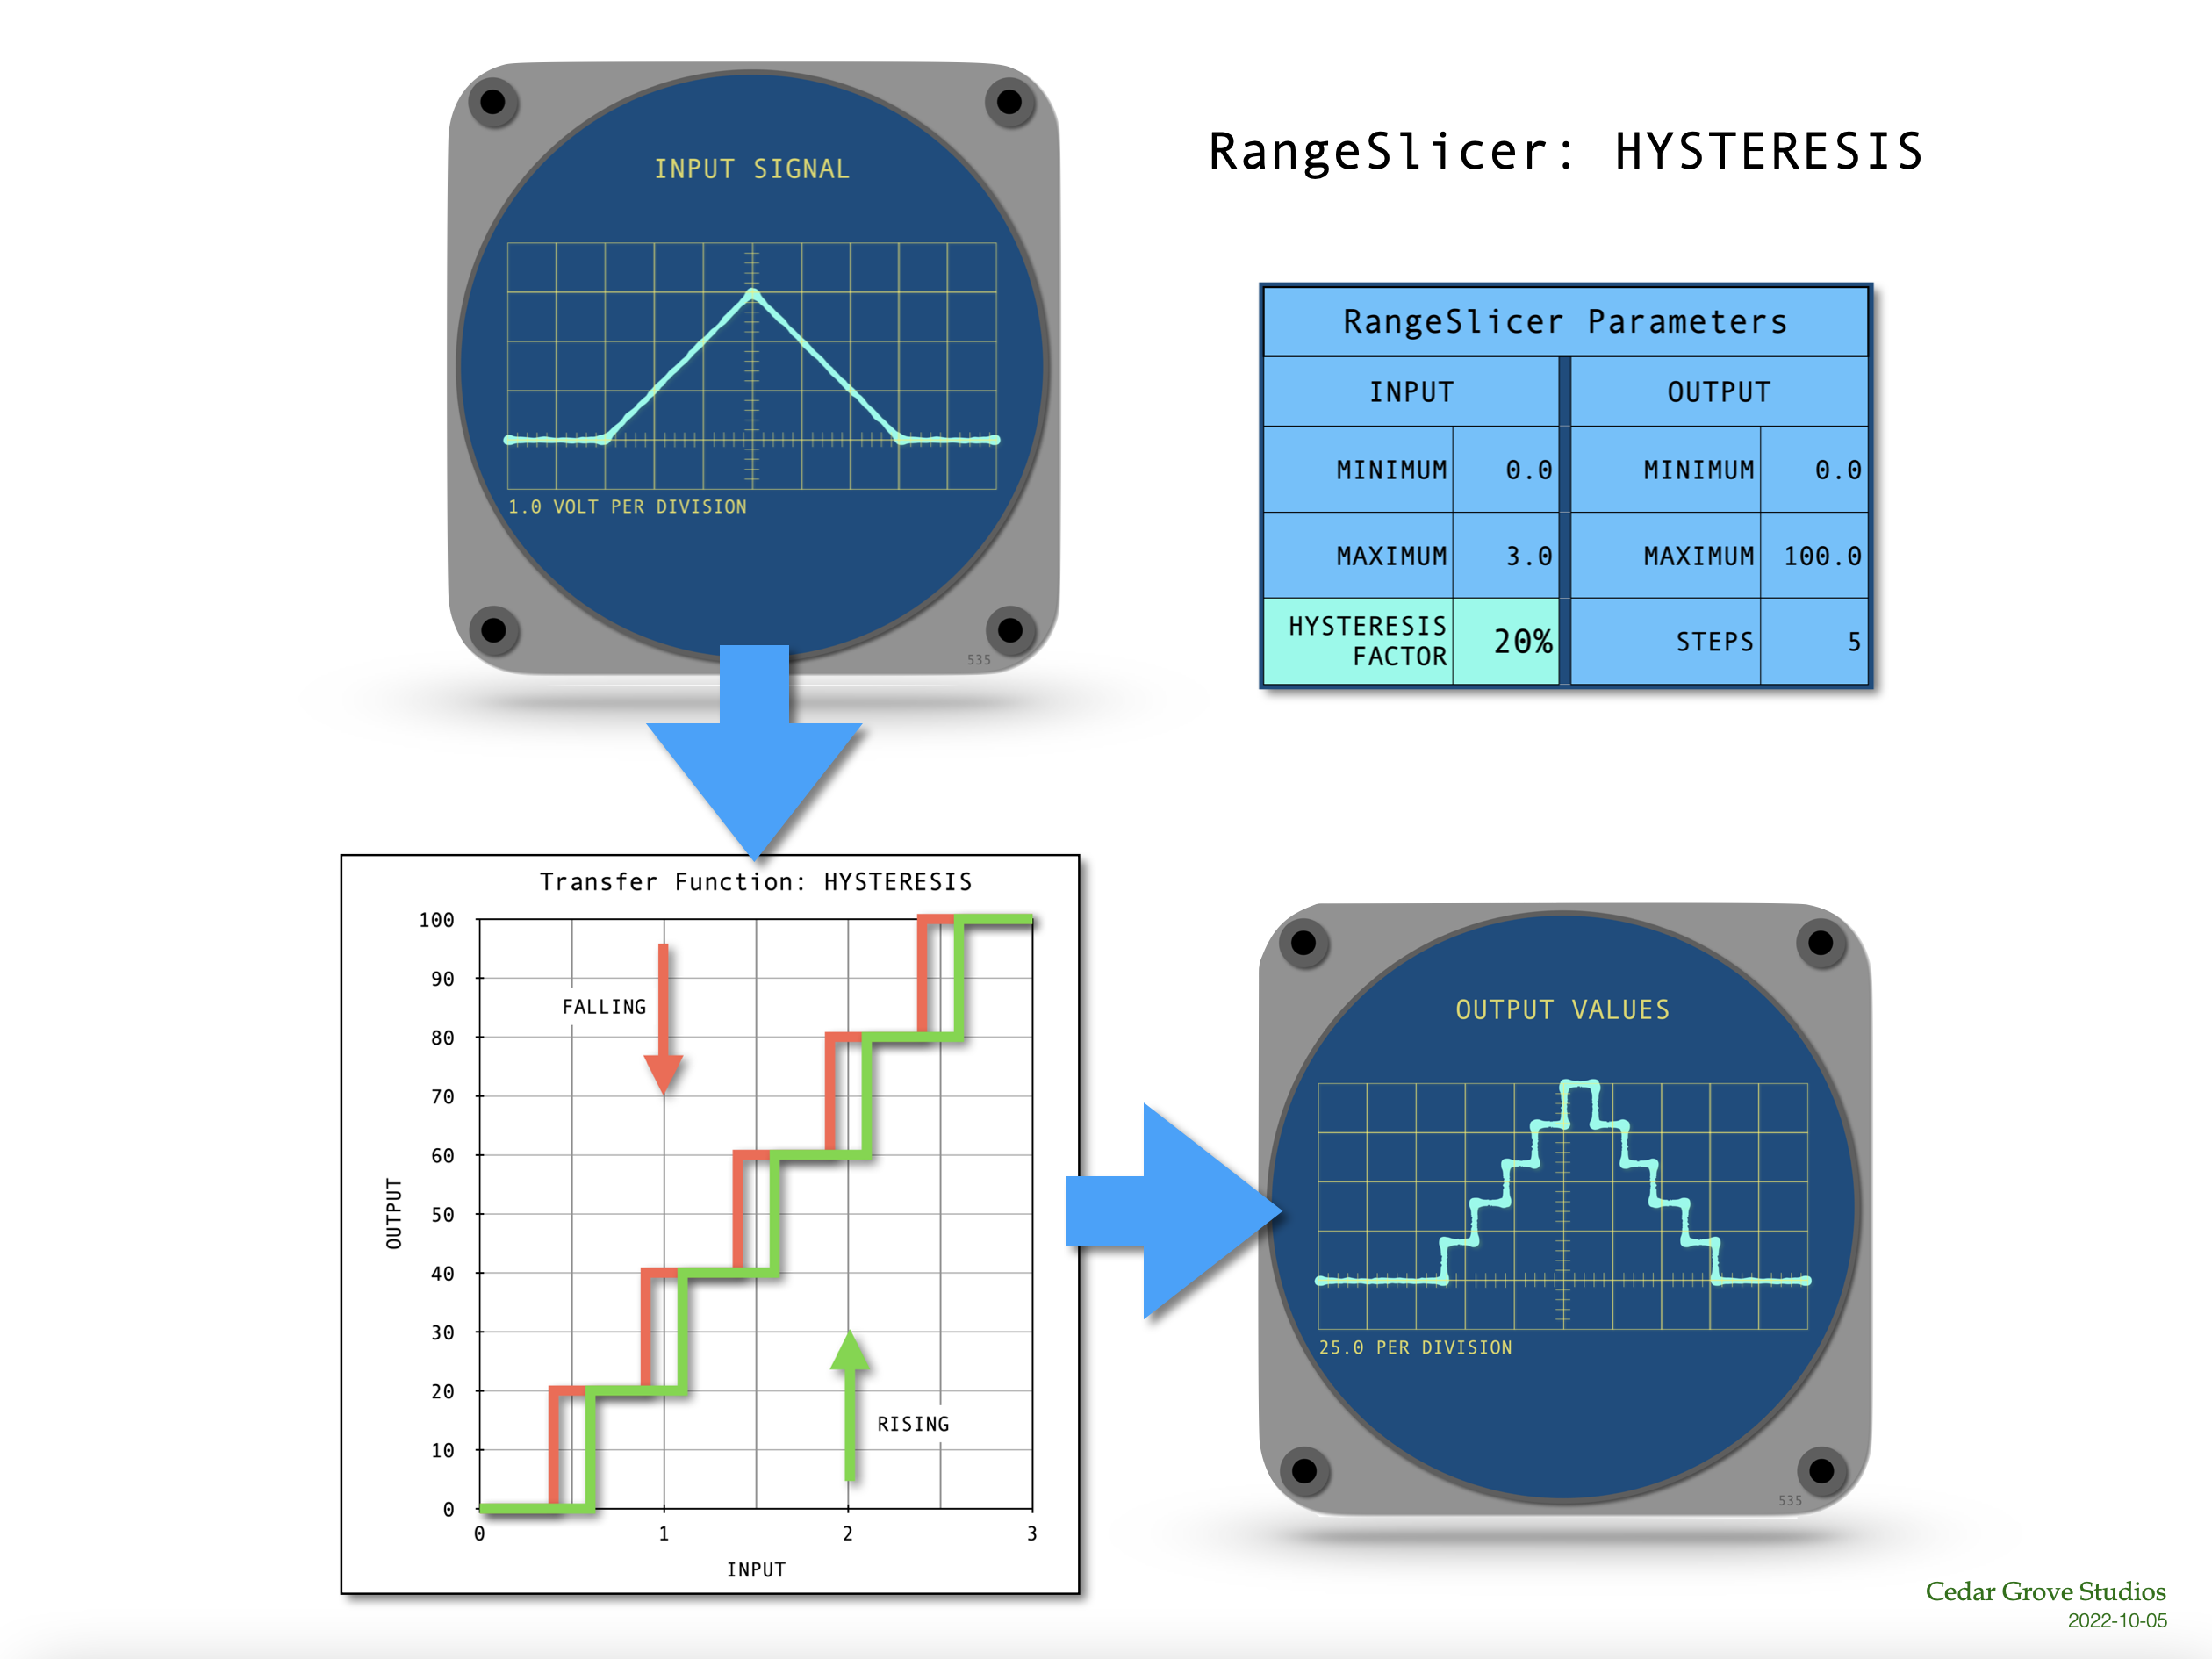 RangeSlicer: HYSTERESIS
INPUT SIGNAL
1.0 VOLT PER DIVISION
535
RangeSlicer Parameters
INPUT OUTPUT
MINIMUM 0.0 MINIMUM 0.0
MAXIMUM 3.0 MAXIMUM 100.0
HYSTERESIS
FACTOR 20% STEPS 5
Transfer Function: HYSTERESIS
100
90
FALLING
80
70
60
50
OUTPUT
40
30
20
RISING
10
0
0 1 2 3
INPUT
OUTPUT VALUES
25.0 PER DIVISION
535
Cedar Grove Studios
2022-10-05